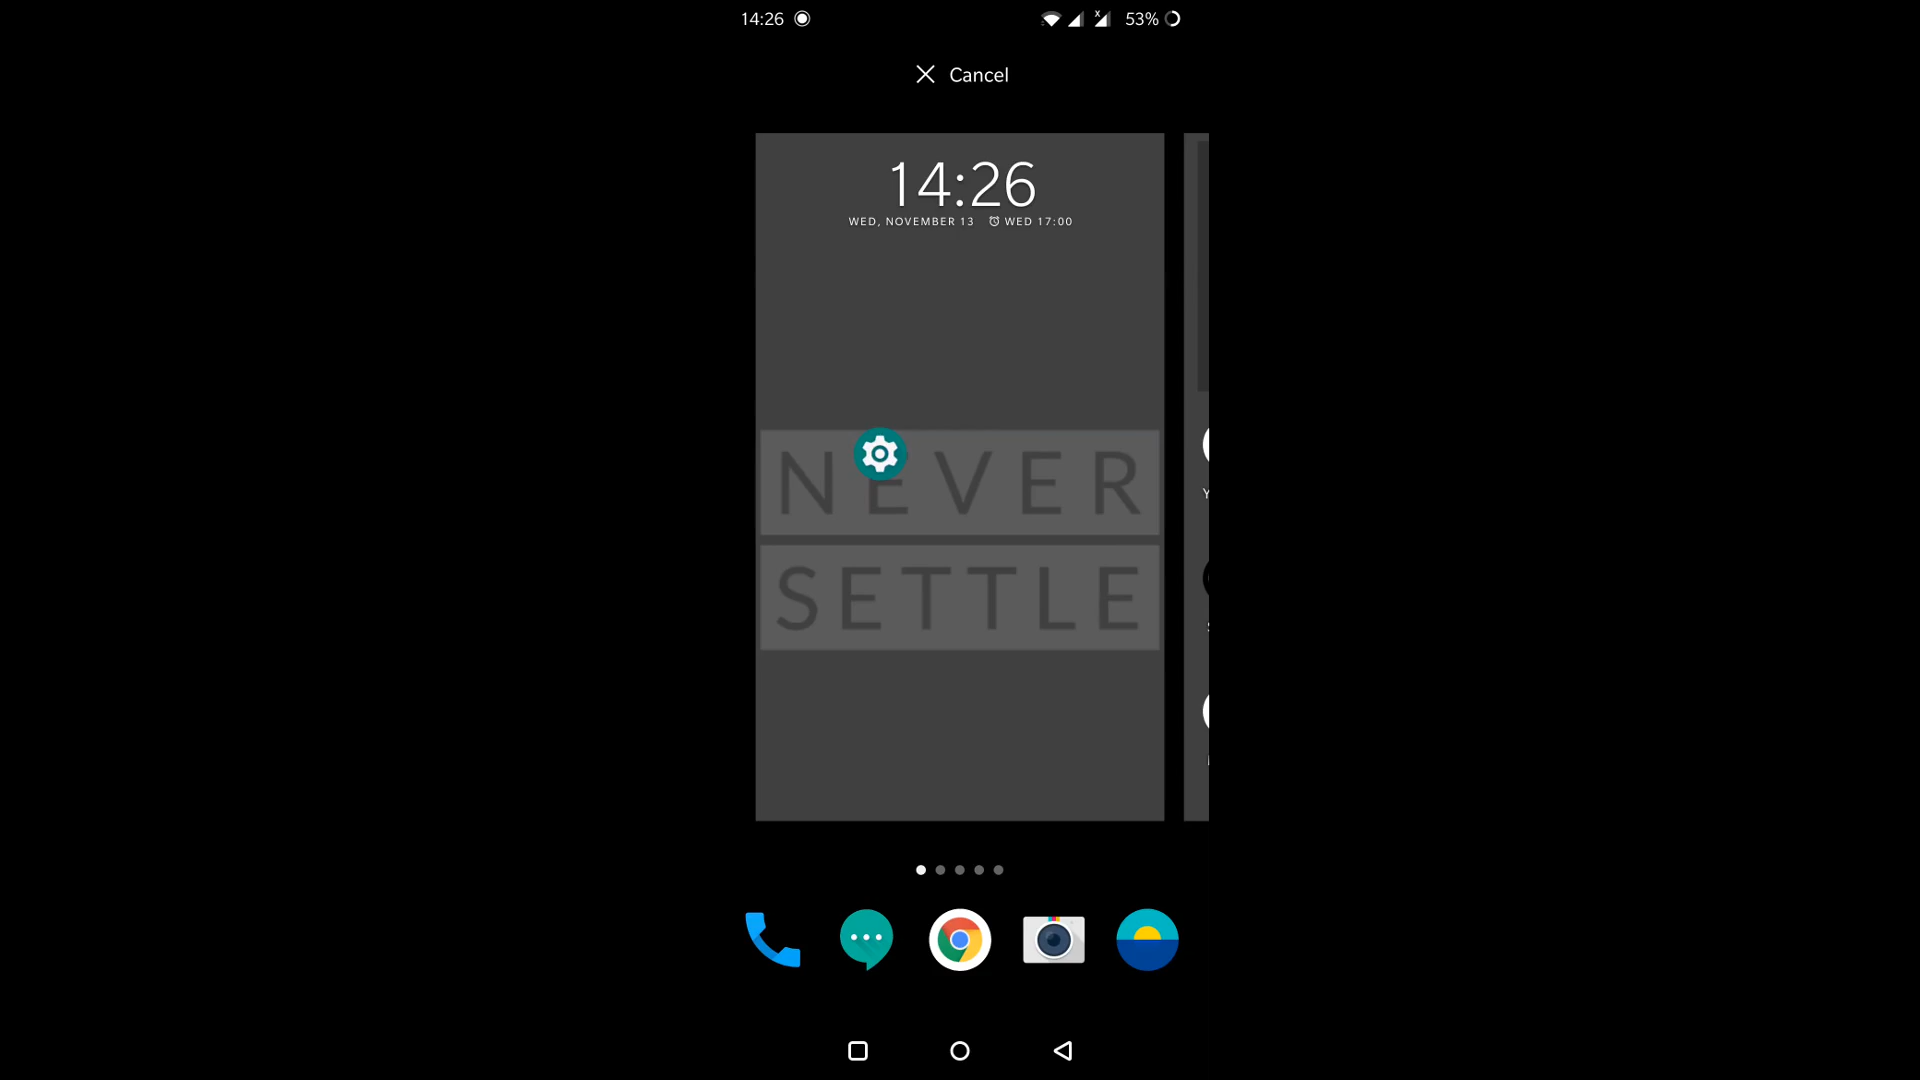 14:26
53%
Cancel
14:26
WED, NOVEMBER 13 WED 17:00
NEVER
SETTLE
Y